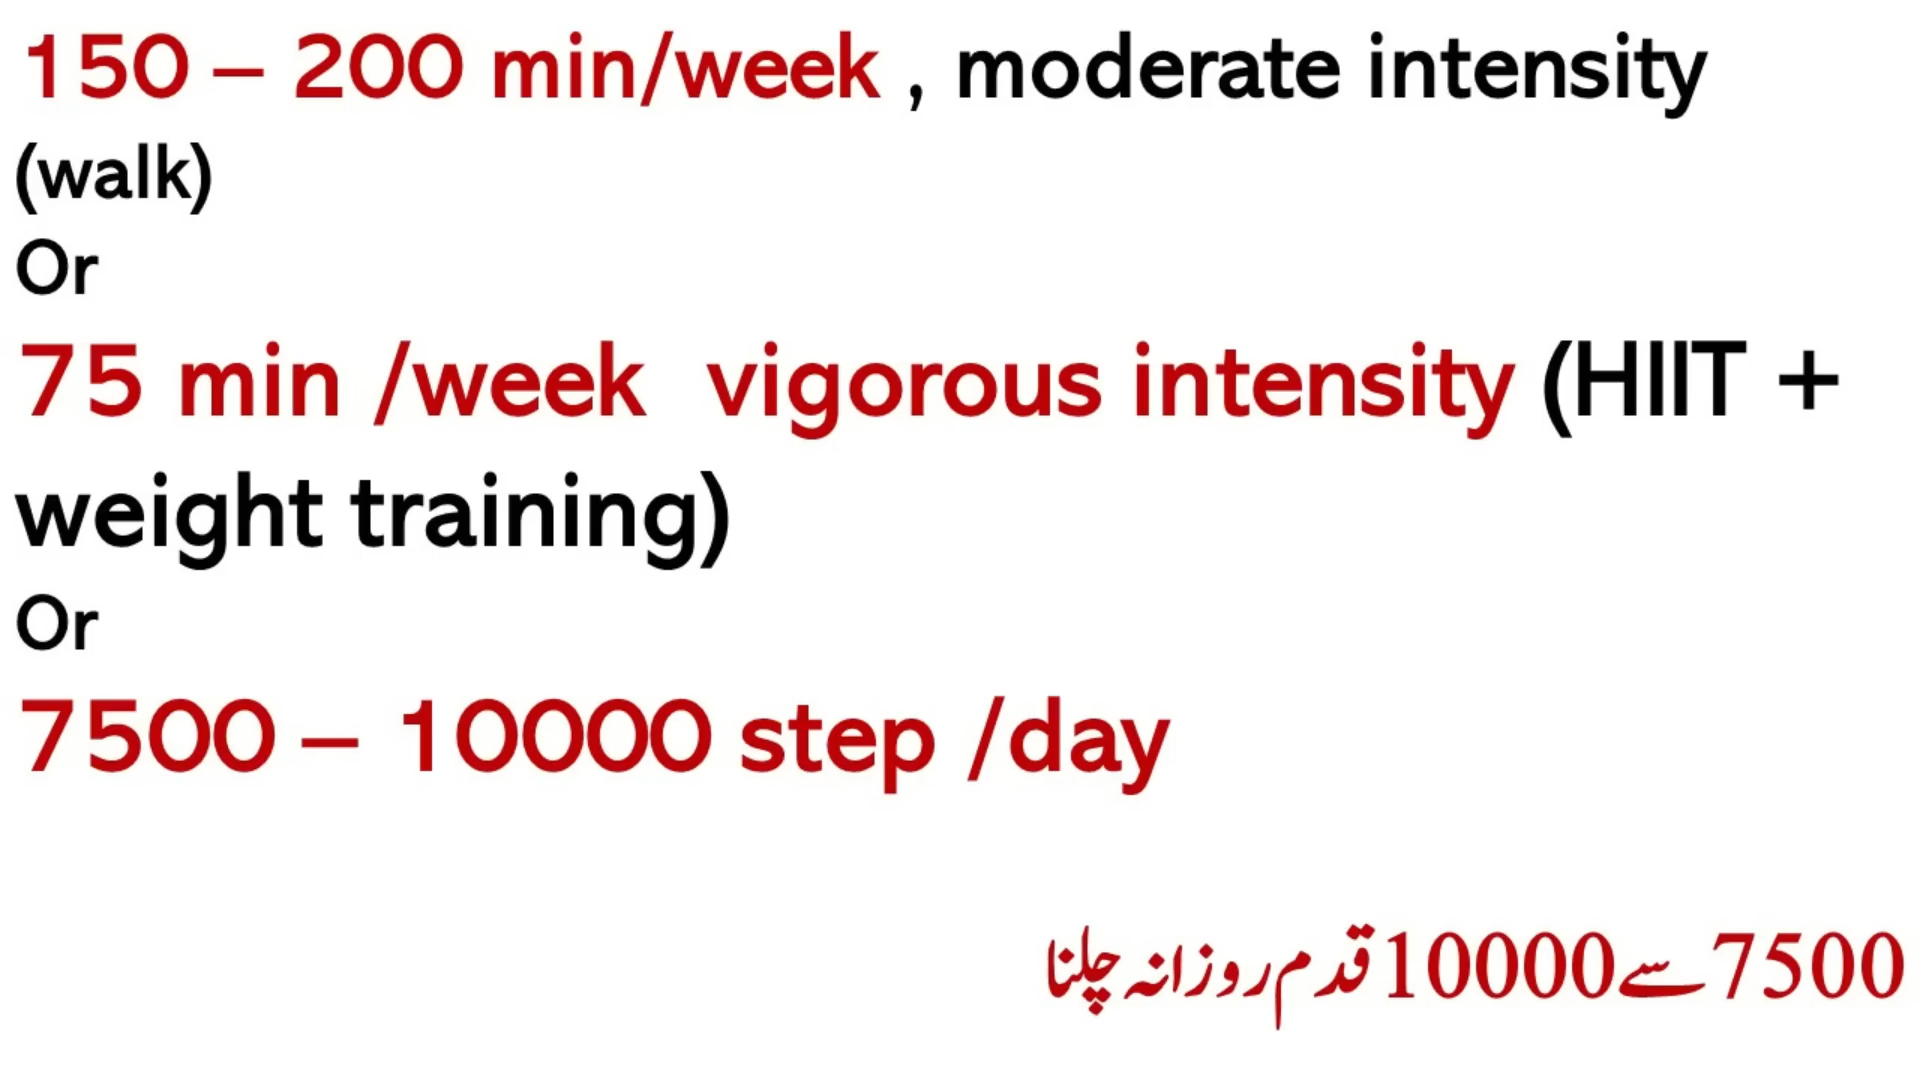 150 – 200 min/week , moderate intensity
(walk)
Or
75 min /week vigorous intensity (HIIT +
weight training)
Or
7500 – 10000 step /day
7500 سے 10000 قدم روزانہ چلنا